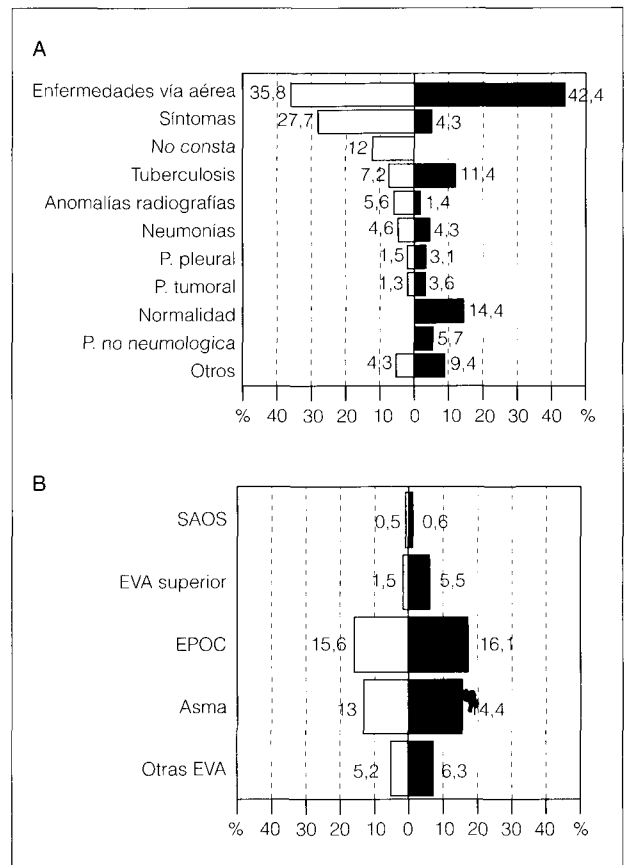 A
Enfermedades vía aérea 35,8 42,4
Síntomas 27,7 4,3
No consta 12
Tuberculosis 7,2 11,4
Anomalías radiografías 5,6 1,4
Neumonías 4,6 4,3
P. pleural 1,5 3,1
P. tumoral 1,3 3,6
Normalidad 14,4
P. no neumologica 5,7
Otros 4,3 9,4
% 40 30 20 10 0 10 20 30 40 %
B
SAOS 0,5 0,6
EVA superior 1,5 5,5
EPOC 15,6 16,1
Asma 13 4,4
Otras EVA 5,2 6,3
% 40 30 20 10 0 10 20 30 40 %